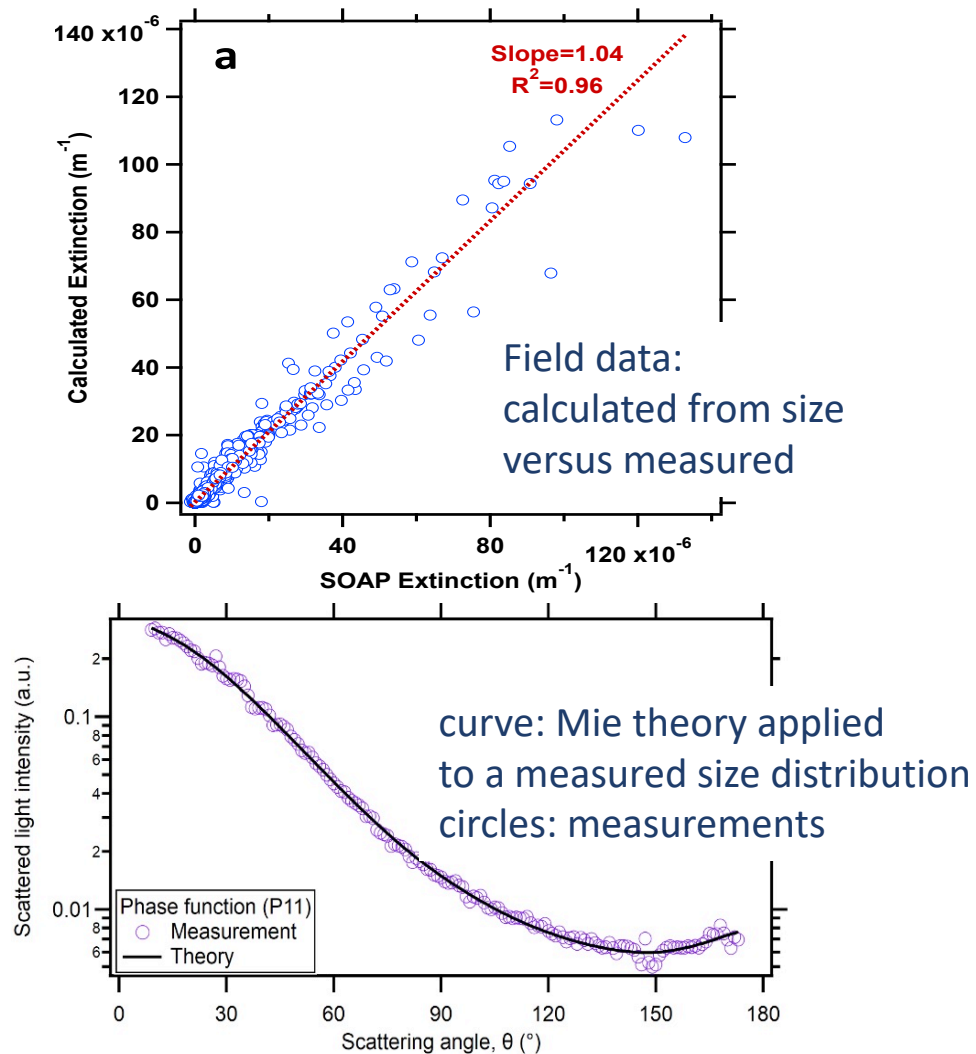 140 x10⁻⁶
a
Slope=1.04
R²=0.96
120
100
80
60
40
20
0
Calculated Extinction (m⁻¹)
Field data:
calculated from size
versus measured
0
40
80
120 x10⁻⁶
SOAP Extinction (m⁻¹)
Scattered light intensity (a.u.)
2
0.1
8
6
4
2
0.01
8
6
curve: Mie theory applied
to a measured size distribution
circles: measurements
Phase function (P11)
Measurement
Theory
0
30
60
90
120
150
180
Scattering angle, θ (°)